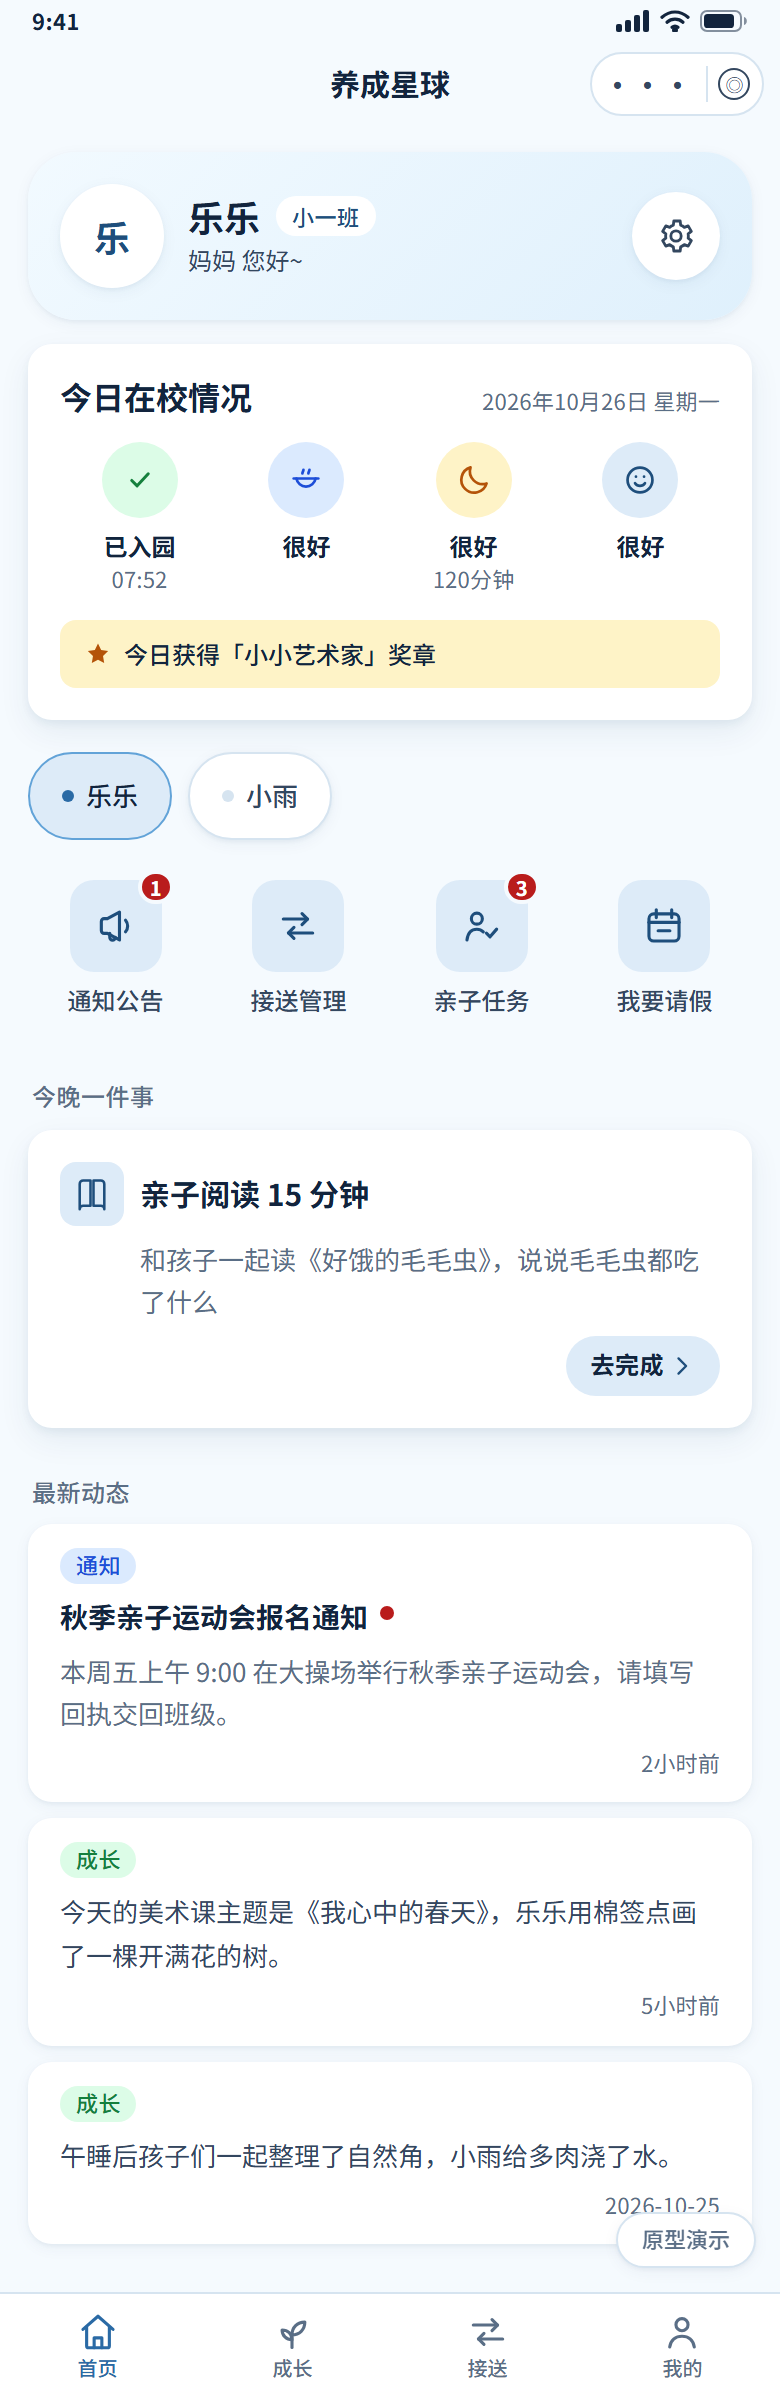 9:41
养成星球
乐
乐乐
小一班
妈妈 您好~
今日在校情况
2026年10月26日 星期一
已入园
很好
很好
很好
07:52
120分钟
今日获得「小小艺术家」奖章
乐乐
小雨
1
3
通知公告
接送管理
亲子任务
我要请假
今晚一件事
亲子阅读 15 分钟
和孩子一起读《好饿的毛毛虫》，说说毛毛虫都吃
了什么
去完成
最新动态
通知
秋季亲子运动会报名通知
本周五上午 9:00 在大操场举行秋季亲子运动会，请填写
回执交回班级。
2小时前
成长
今天的美术课主题是《我心中的春天》，乐乐用棉签点画
了一棵开满花的树。
5小时前
成长
午睡后孩子们一起整理了自然角，小雨给多肉浇了水。
2026-10-25
原型演示
首页
成长
接送
我的